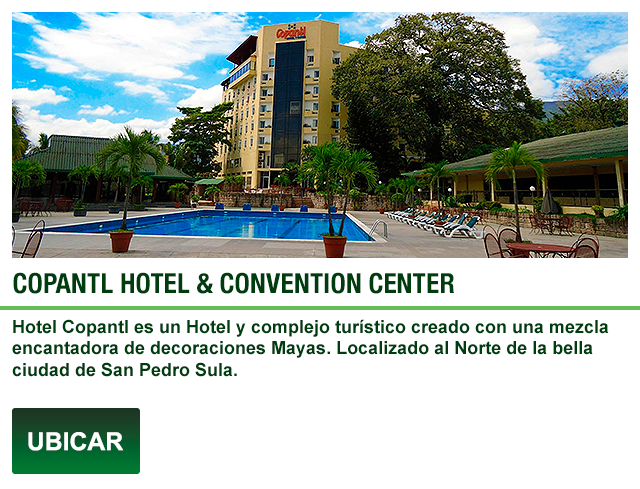 Copantl
COPANTL HOTEL & CONVENTION CENTER
Hotel Copantl es un Hotel y complejo turístico creado con una mezcla
encantadora de decoraciones Mayas. Localizado al Norte de la bella
ciudad de San Pedro Sula.
UBICAR